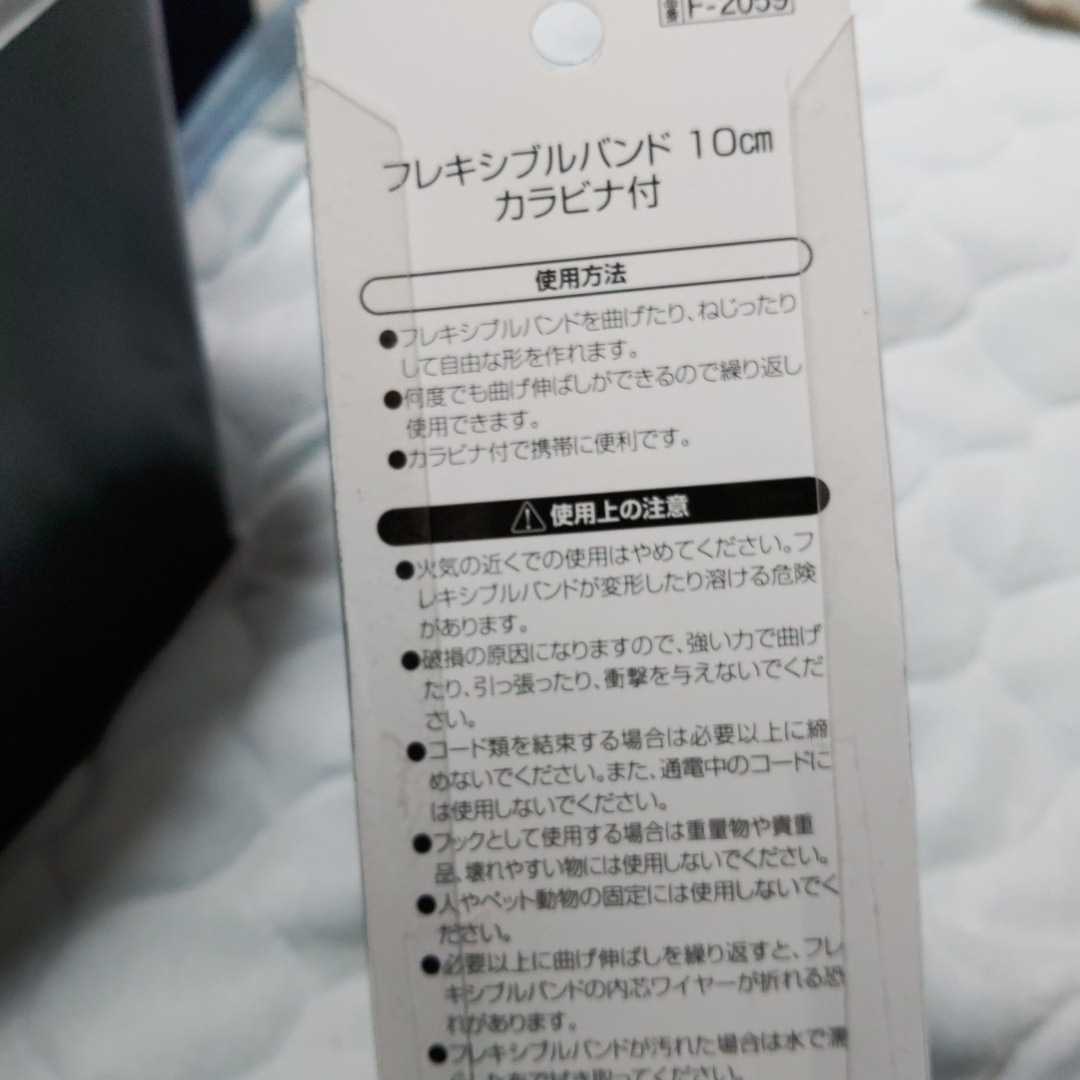 品番 F-2059
フレキシブルバンド 10cm
カラビナ付
使用方法
●フレキシブルバンドを曲げたり、ねじったり
して自由な形を作れます。
●何度でも曲げ伸ばしができるので繰り返し
使用できます。
●カラビナ付で携帯に便利です。
使用上の注意
●火気の近くでの使用はやめてください。フ
レキシブルバンドが変形したり溶ける危険
があります。
●破損の原因になりますので、強い力で曲げ
たり、引っ張ったり、衝撃を与えないでくだ
さい。
●コード類を結束する場合は必要以上に締
めないでください。また、通電中のコードに
は使用しないでください。
●フックとして使用する場合は重量物や貴重
品、壊れやすい物には使用しないでください。
●人やペット動物の固定には使用しないでく
ださい。
●必要以上に曲げ伸ばしを繰り返すと、フレ
キシブルバンドの内芯ワイヤーが折れる恐
れがあります。
●フレキシブルバンドが汚れた場合は水で濡
らした布で拭き取ってください。